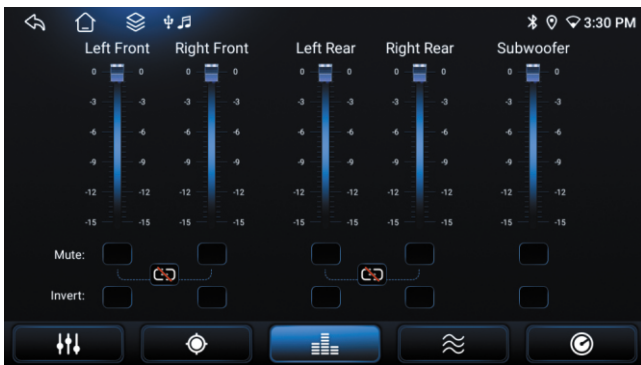 3:30 PM
Left Front Right Front Left Rear Right Rear Subwoofer
0 0 0 0 0 0 0 0 0 0
-3 -3 -3 -3 -3 -3 -3 -3 -3 -3
-6 -6 -6 -6 -6 -6 -6 -6 -6 -6
-9 -9 -9 -9 -9 -9 -9 -9 -9 -9
-12 -12 -12 -12 -12 -12 -12 -12 -12 -12
-15 -15 -15 -15 -15 -15 -15 -15 -15 -15
Mute:
Invert: